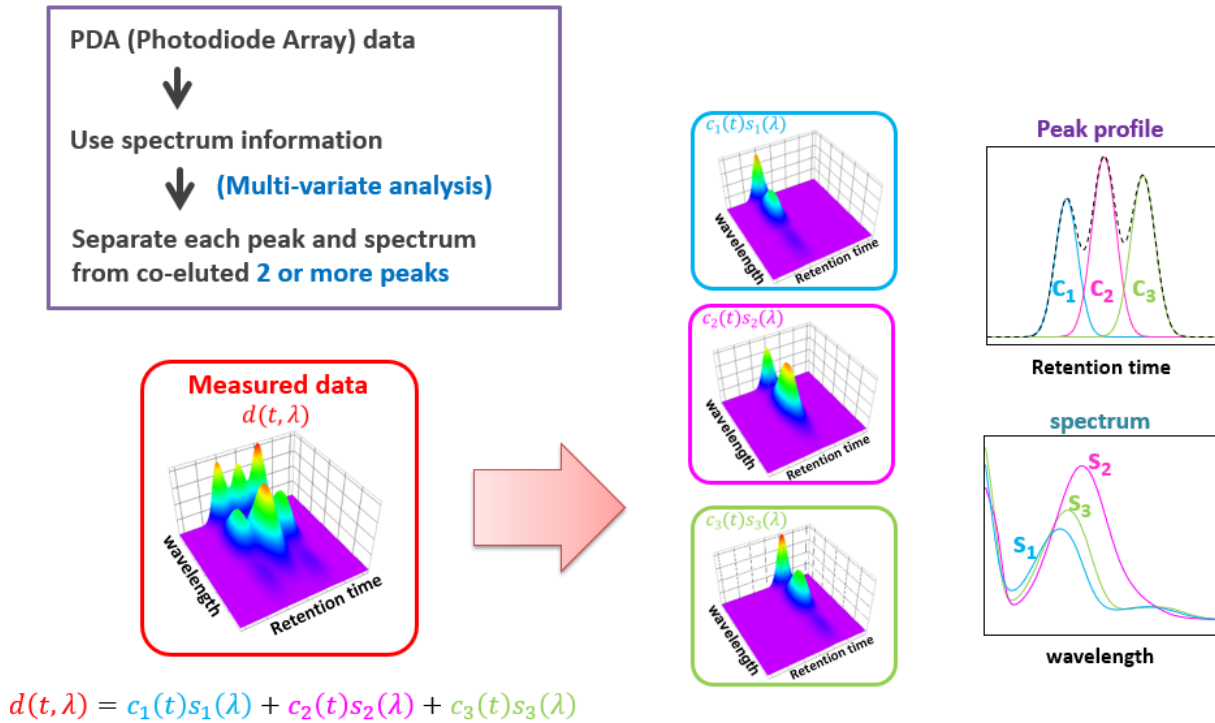 PDA (Photodiode Array) data
Use spectrum information
(Multi-variate analysis)
Separate each peak and spectrum
from co-eluted 2 or more peaks
Measured data
d(t, λ)
wavelength
Retention time
d(t, λ) = c₁(t)s₁(λ) + c₂(t)s₂(λ) + c₃(t)s₃(λ)
c₁(t)s₁(λ)
wavelength
Retention time
c₂(t)s₂(λ)
wavelength
Retention time
c₃(t)s₃(λ)
wavelength
Retention time
Peak profile
C₁ C₂ C₃
Retention time
spectrum
S₂
S₃
S₁
wavelength